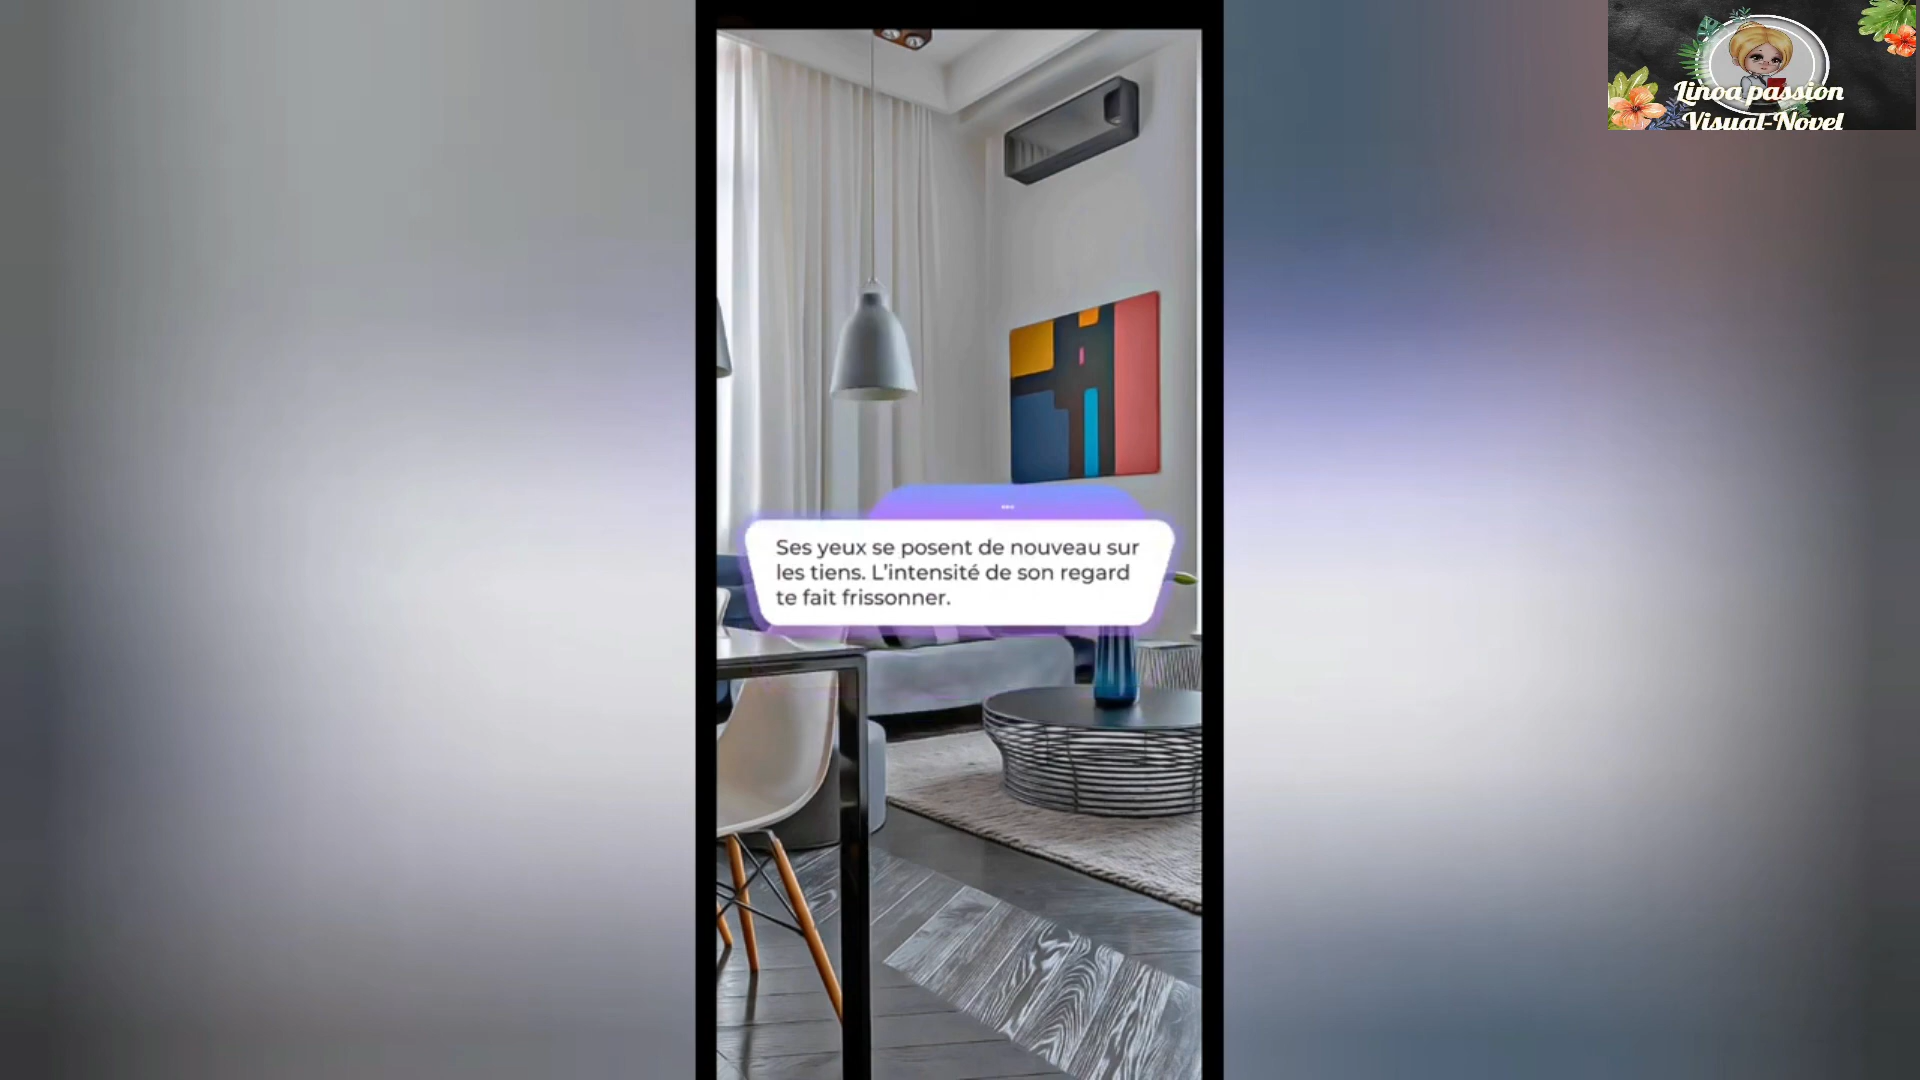 Linoa passion
Visual-Novel
...
Ses yeux se posent de nouveau sur
les tiens. L'intensité de son regard
te fait frissonner.